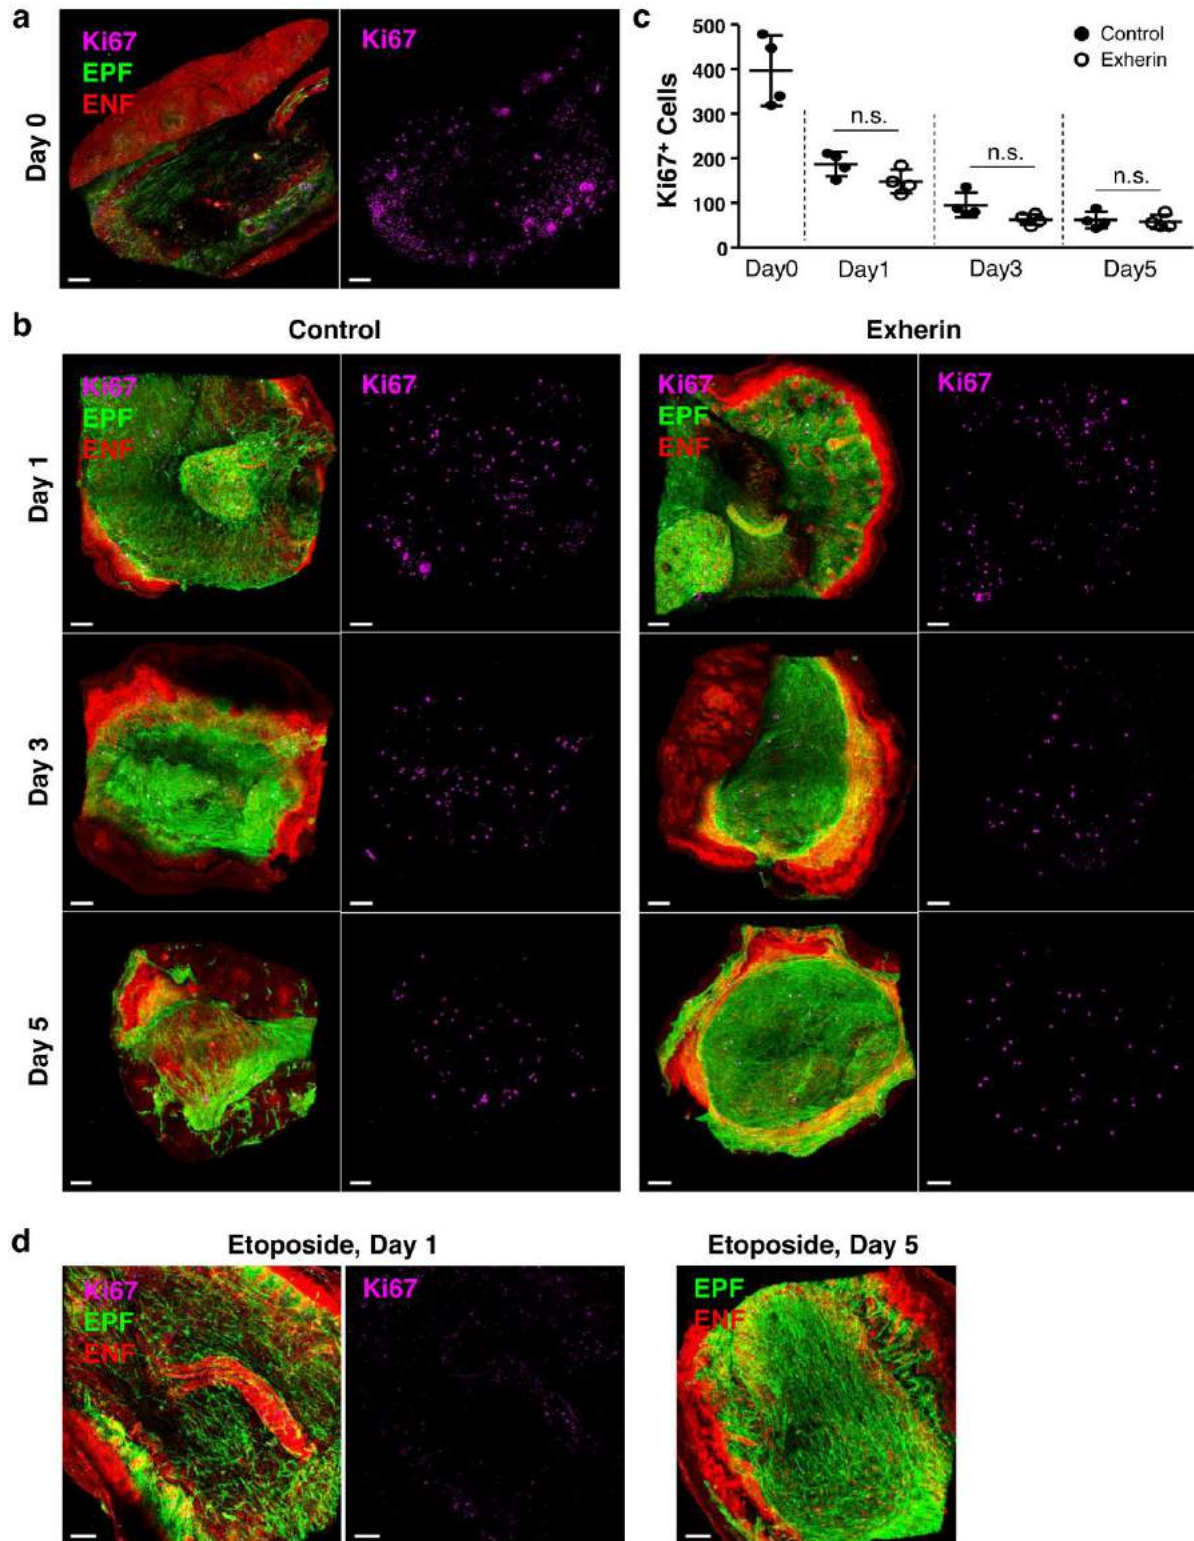 a
Ki67
EPF
ENF
Ki67
Day 0
c
500
400
300
200
100
0
Ki67+ Cells
Control
Exherin
n.s.
n.s.
n.s.
Day0
Day1
Day3
Day5
b
Control
Exherin
Ki67
EPF
ENF
Ki67
Ki67
EPF
ENF
Ki67
Day 1
Day 3
Day 5
d
Etoposide, Day 1
Etoposide, Day 5
Ki67
EPF
ENF
Ki67
EPF
ENF